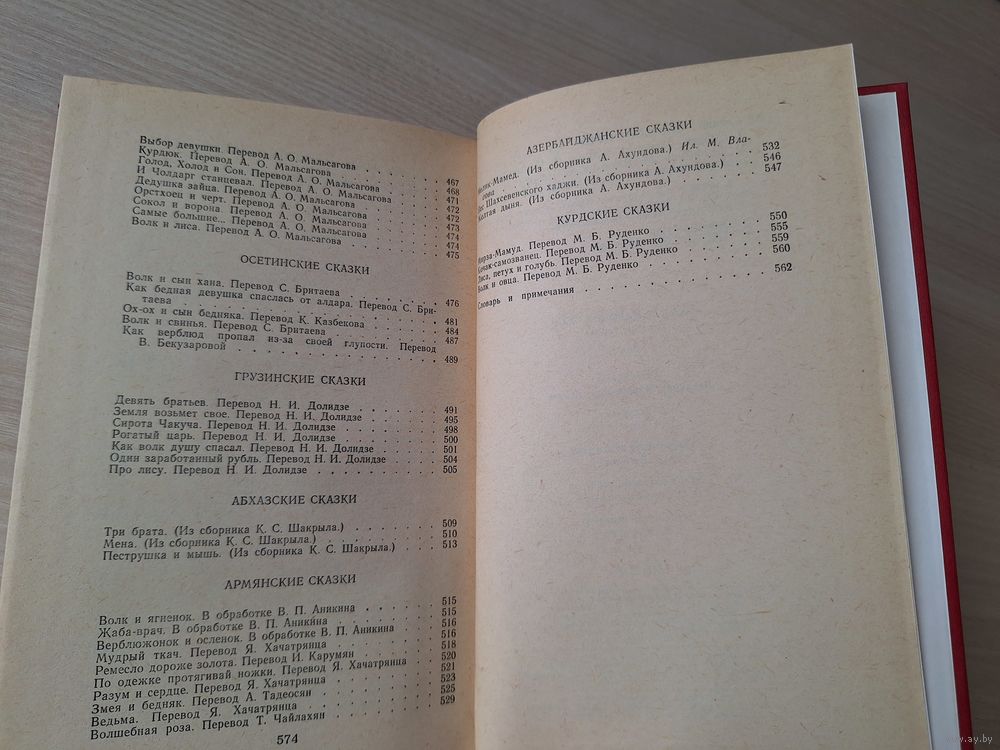 Выбор девушки. Перевод А. О. Мальсагова 467
Курдюк. Перевод А. О. Мальсагова 468
Голод, Холод и Сон. Перевод А. О. Мальсагова 471
И Чолдарг станцевал. Перевод А. О. Мальсагова 472
Дедушка зайца. Перевод А. О. Мальсагова 472
Орстхоец и черт. Перевод А. О. Мальсагова 473
Сокол и ворона. Перевод А. О. Мальсагова 474
Самые большие... Перевод А. О. Мальсагова 474
Волк и лиса. Перевод А. О. Мальсагова 475
ОСЕТИНСКИЕ СКАЗКИ
Волк и сын хана. Перевод С. Бритаева 476
Как бедная девушка спаслась от алдара. Перевод С. Бри-
таева 481
Ох-ох и сын бедняка. Перевод К. Казбекова 484
Волк и свинья. Перевод С. Бритаева 487
Как верблюд пропал из-за своей глупости. Перевод
В. Бекузаровой 489
ГРУЗИНСКИЕ СКАЗКИ
Девять братьев. Перевод Н. И. Долидзе 491
Земля возьмет свое. Перевод Н. И. Долидзе 495
Сирота Чакуча. Перевод Н. И. Долидзе 498
Рогатый царь. Перевод Н. И. Долидзе 500
Как волк душу спасал. Перевод Н. И. Долидзе 501
Один заработанный рубль. Перевод Н. И. Долидзе 504
Про лису. Перевод Н. И. Долидзе 505
АБХАЗСКИЕ СКАЗКИ
Три брата. (Из сборника К. С. Шакрыла.) 509
Мена. (Из сборника К. С. Шакрыла.) 510
Пеструшка и мышь. (Из сборника К. С. Шакрыла.) 513
АРМЯНСКИЕ СКАЗКИ
Волк и ягненок. В обработке В. П. Аникина 515
Жаба-врач. В обработке В. П. Аникина 515
Верблюжонок и осленок. В обработке В. П. Аникина 516
Мудрый ткач. Перевод Я. Хачатрянца 516
Ремесло дороже золота. Перевод И. Карумян 518
По одежке протягивай ножки. Перевод Я. Хачатрянца 520
Разум и сердце. Перевод Я. Хачатрянца 521
Змея и бедняк. Перевод А. Тадеосян 523
Ведьма. Перевод Я. Хачатрянца 525
Волшебная роза. Перевод Т. Чайлахян 529
574
АЗЕРБАЙДЖАНСКИЕ СКАЗКИ
(Из сборника А. Ахундова.) Ил. М. Вла-
532
Шахсевенского хаджи. (Из сборника А. Ахундова.) 546
дыня. (Из сборника А. Ахундова.) 547
КУРДСКИЕ СКАЗКИ
Перевод М. Б. Руденко 550
Перевод М. Б. Руденко 555
Лиса, петух и голубь. Перевод М. Б. Руденко 559
Волк и овца. Перевод М. Б. Руденко 560
Словарь и примечания 562